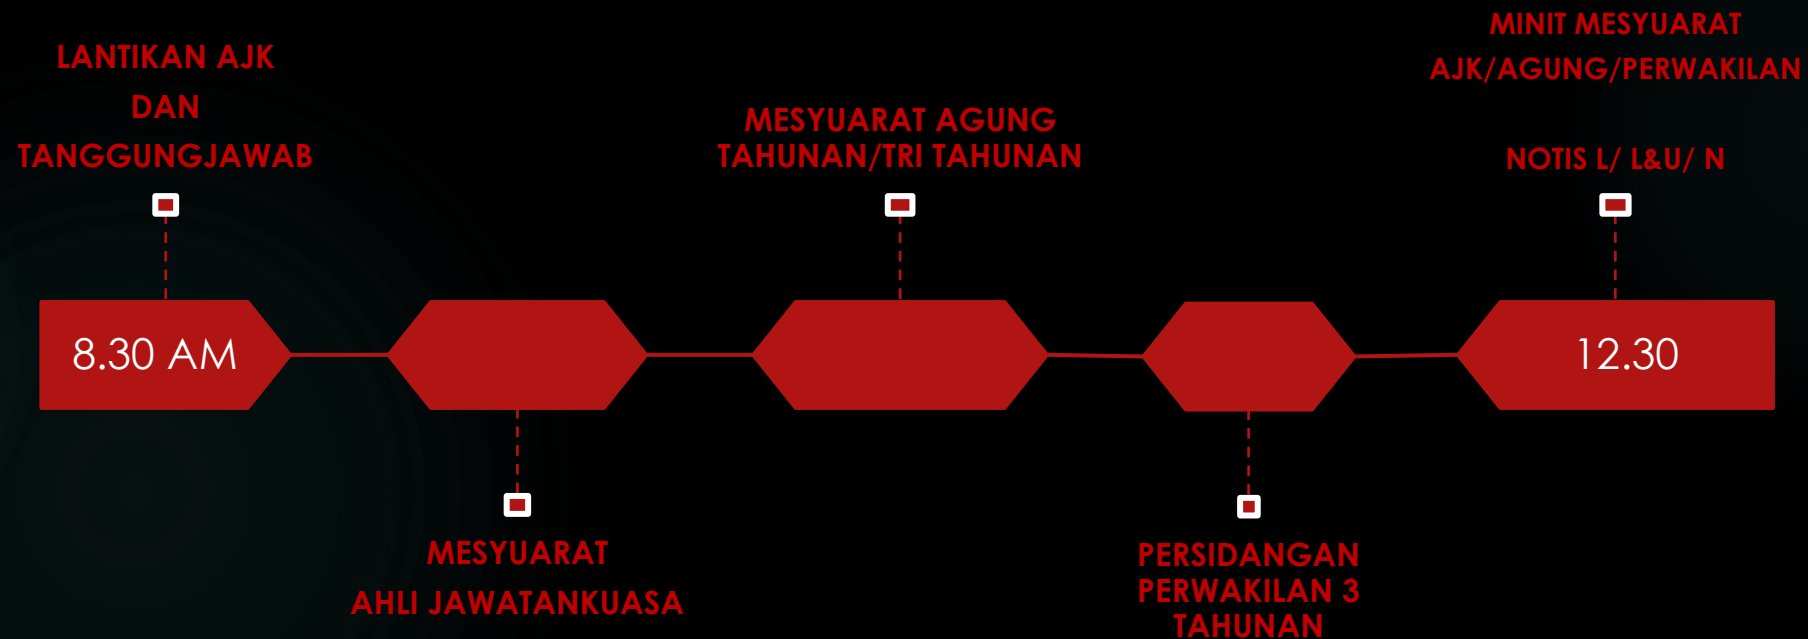 LANTIKAN AJK
DAN
TANGGUNGJAWAB
8.30 AM
MESYUARAT
AHLI JAWATANKUASA
MESYUARAT AGUNG
TAHUNAN/TRI TAHUNAN
PERSIDANGAN
PERWAKILAN 3
TAHUNAN
MINIT MESYUARAT
AJK/AGUNG/PERWAKILAN
NOTIS L/ L&U/ N
12.30